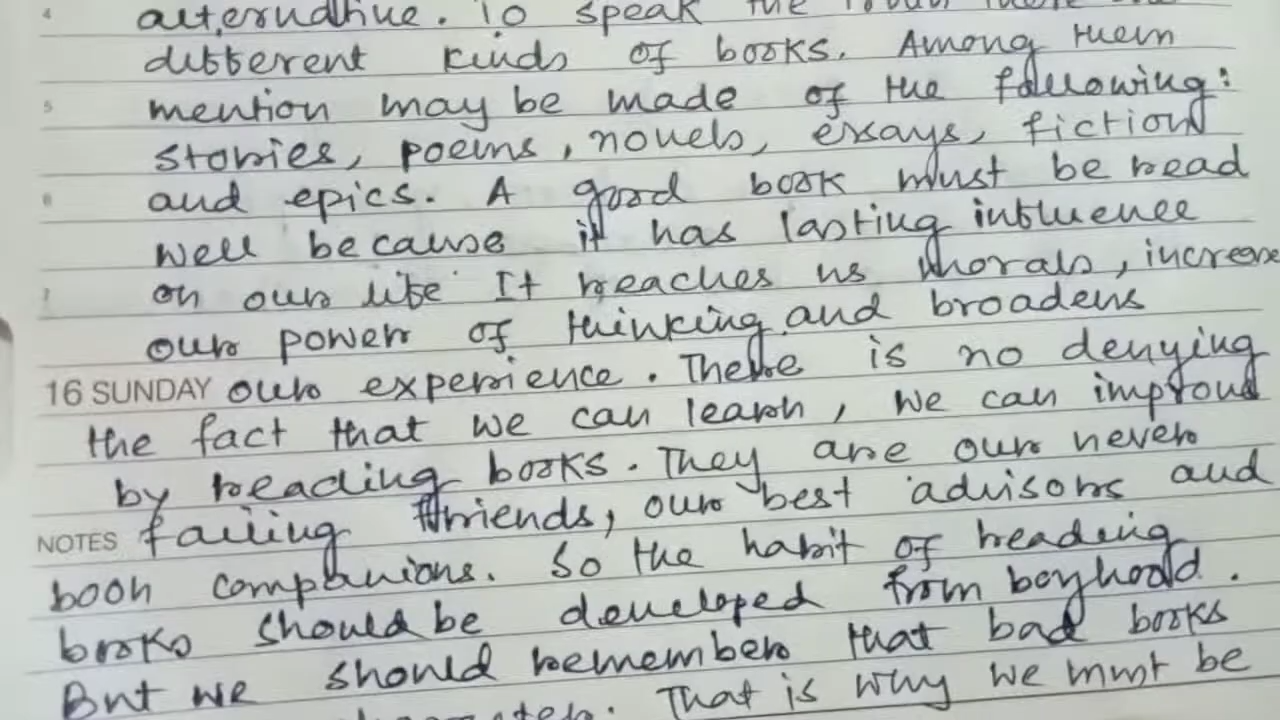 alternative. To speak the
different kinds of books. Among them
mention may be made of the following:
stories, poems, novels, essays, fiction
and epics. A good book must be read
well because it has lasting influence
on our life It teaches us morals, increase
our power of thinking and broadens
16 SUNDAY our experience. There is no denying
the fact that we can learn, we can improve
by reading books. They are our never
NOTES failing friends, our best advisors and
boon companions. So the habit of reading
books should be developed from boyhood.
But we should remember that bad books
That is why we must be